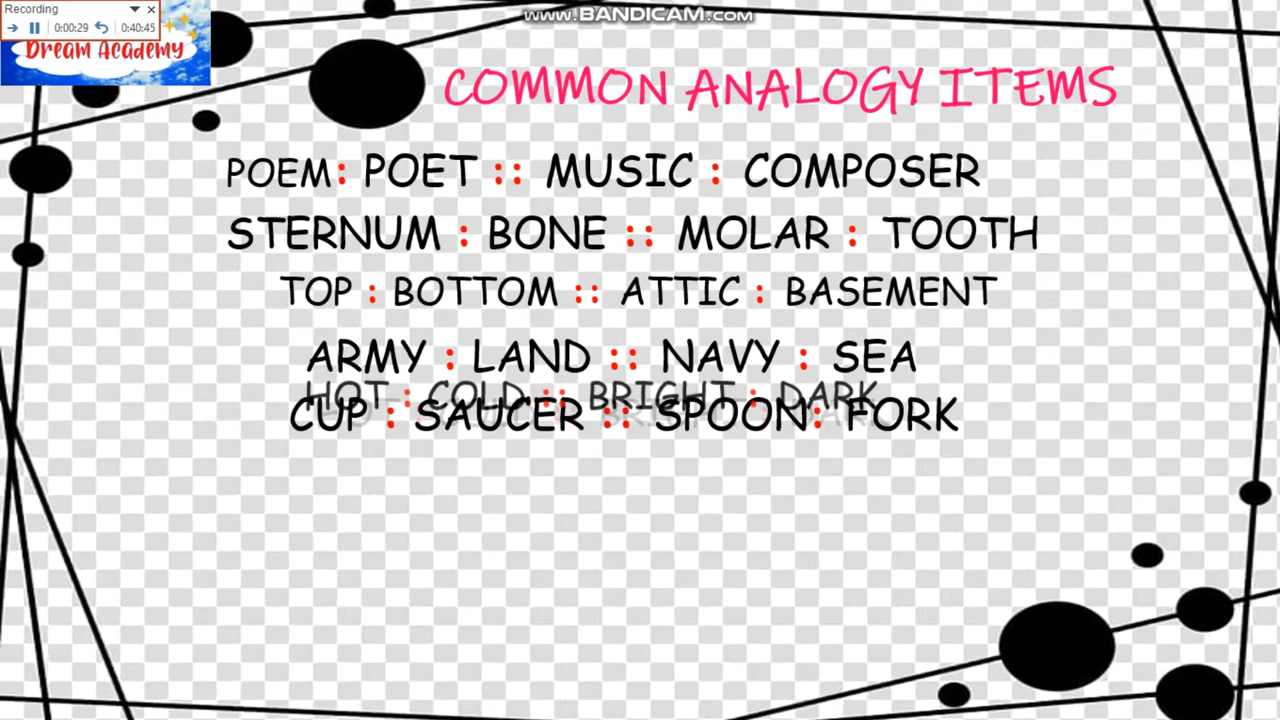 Recording
0:00:29 0:40:45
WWW.BANDICAM.COM
Dream Academy
COMMON ANALOGY ITEMS
POEM: POET :: MUSIC : COMPOSER
STERNUM : BONE :: MOLAR : TOOTH
TOP : BOTTOM :: ATTIC : BASEMENT
ARMY : LAND :: NAVY : SEA
HOT : COLD :: BRIGHT : DARK
CUP : SAUCER :: SPOON: FORK